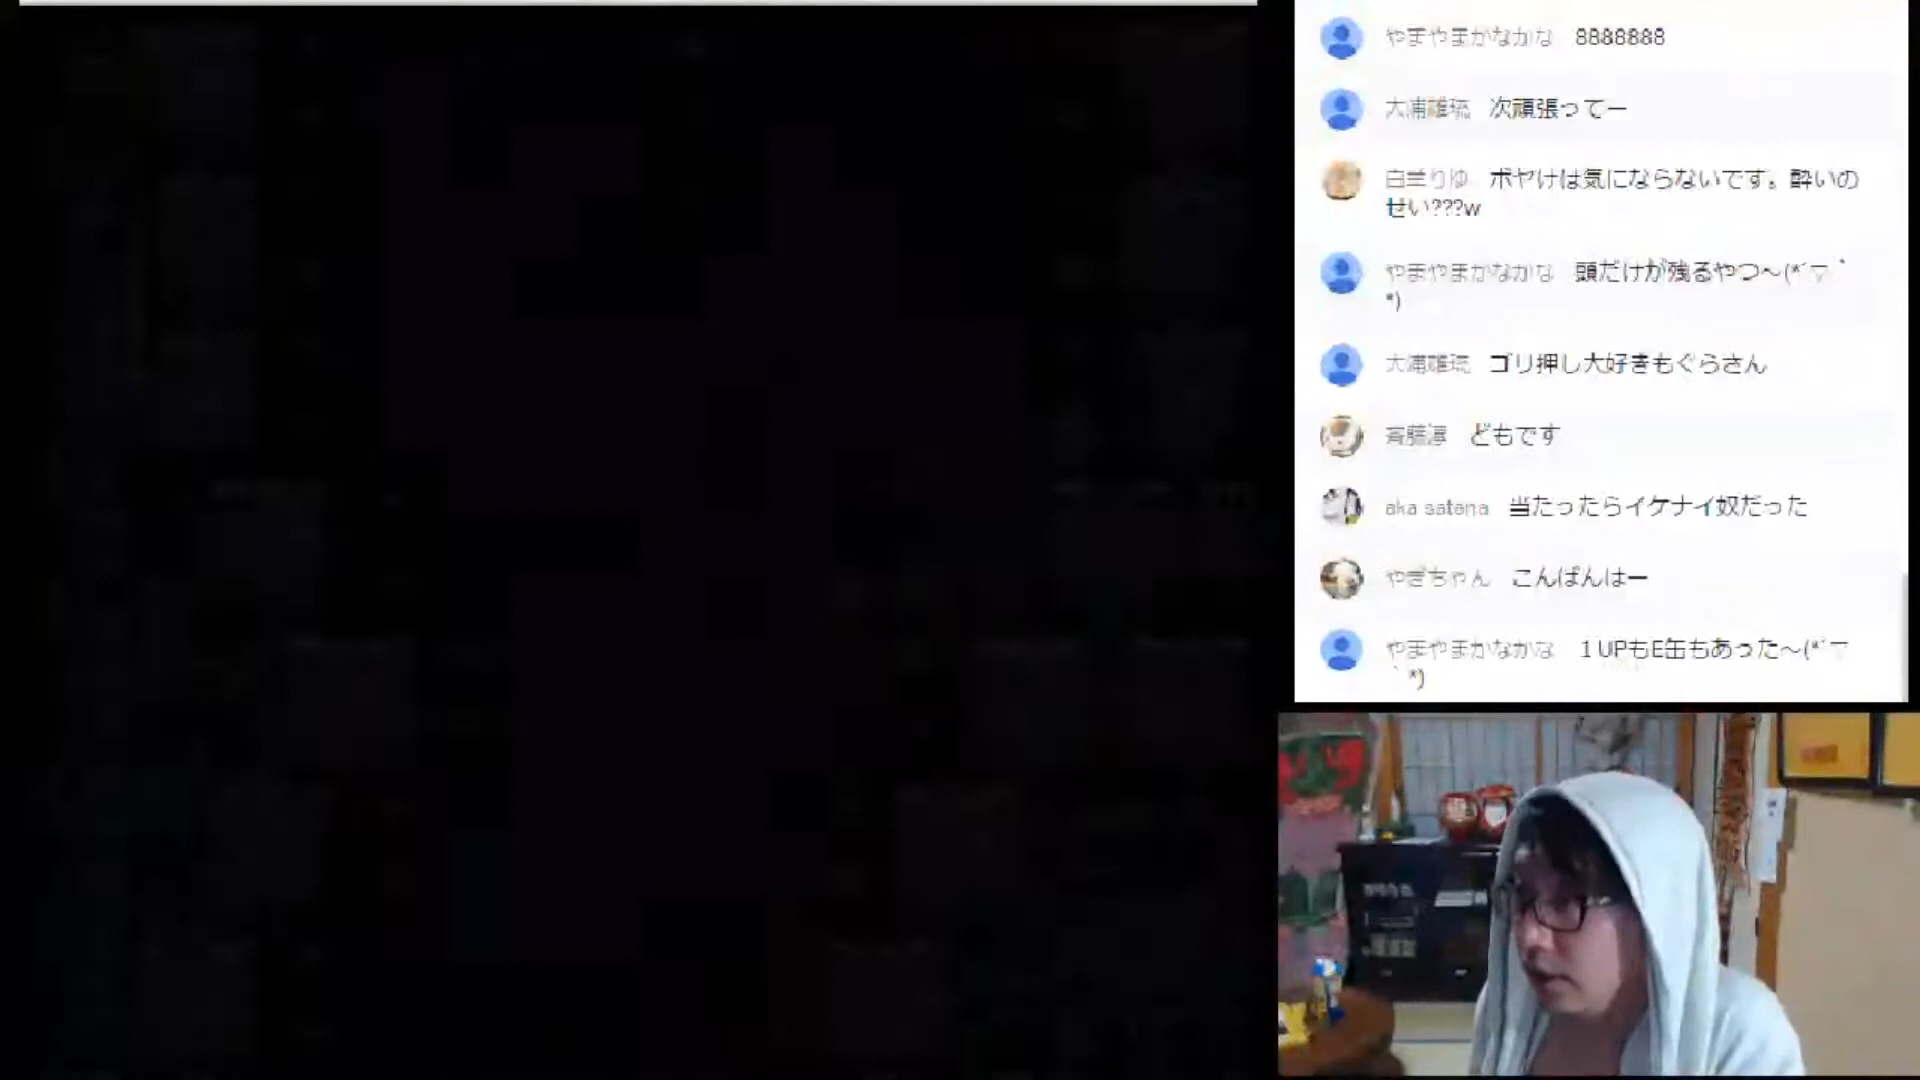 やまやまかなかな 8888888
大浦雄琉 次頑張ってー
ボヤけは気にならないです。酔いの
せい???w
やまやまかなかな 頭だけが残るやつ～(*´▽｀
*)
大浦雄琉 ゴリ押し大好きもぐらさん
斉藤淳 どもです
aka satana 当たったらイケナイ奴だった
やぎちゃん こんばんはー
やまやまかなかな １UPもE缶もあった～(*´▽
｀*)